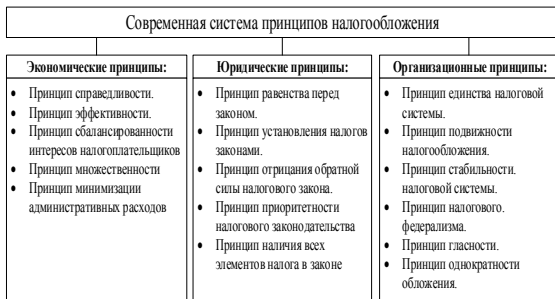 Современная система принципов налогообложения
Экономические принципы:
• Принцип справедливости.
• Принцип эффективности.
• Принцип сбалансированности
интересов налогоплательщиков
• Принцип множественности
• Принцип минимизации
административных расходов
Юридические принципы:
• Принцип равенства перед
законом.
• Принцип установления налогов
законами.
• Принцип отрицания обратной
силы налогового закона.
• Принцип приоритетности
налогового законодательства
• Принцип наличия всех
элементов налога в законе
Организационные принципы:
• Принцип единства налоговой
системы.
• Принцип подвижности
налогообложения.
• Принцип стабильности.
налоговой системы.
• Принцип налогового.
федерализма.
• Принцип гласности.
• Принцип однократности
обложения.